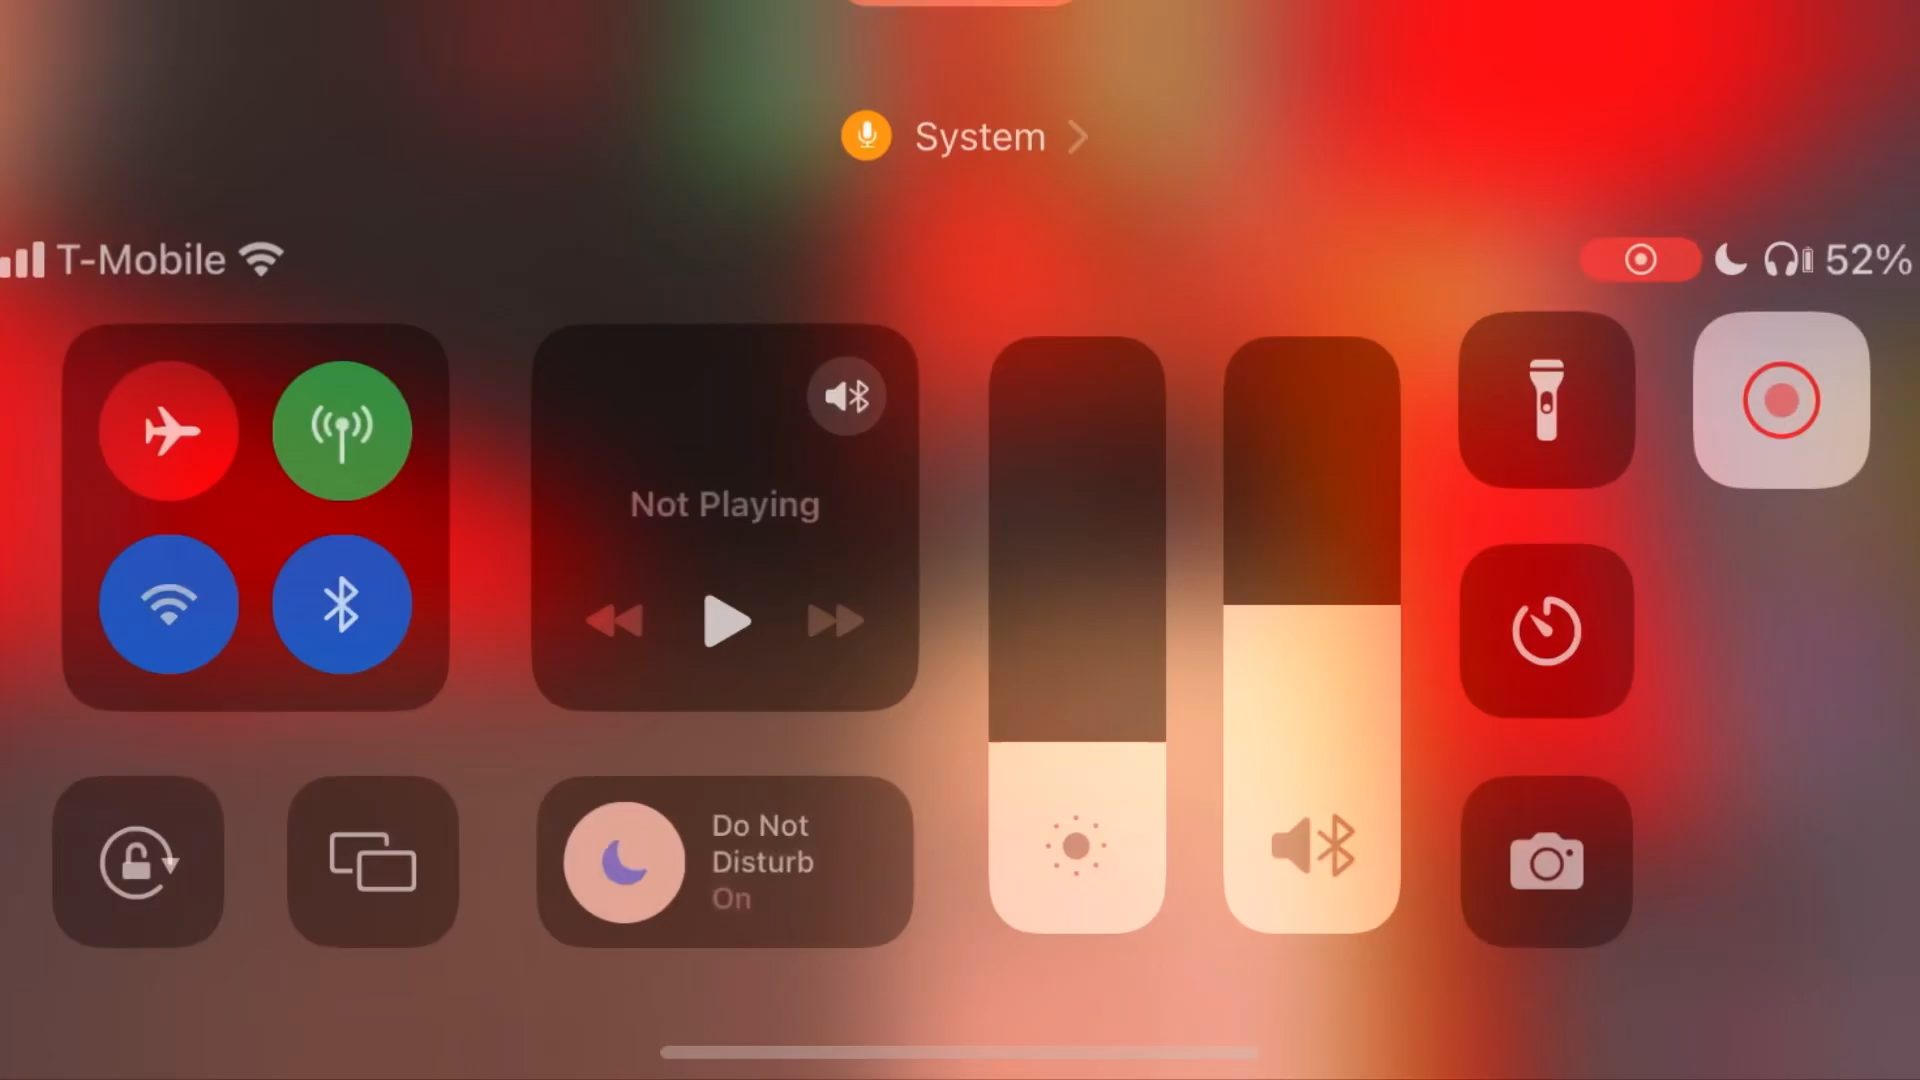 System
T-Mobile
52%
Not Playing
Do Not
Disturb
On